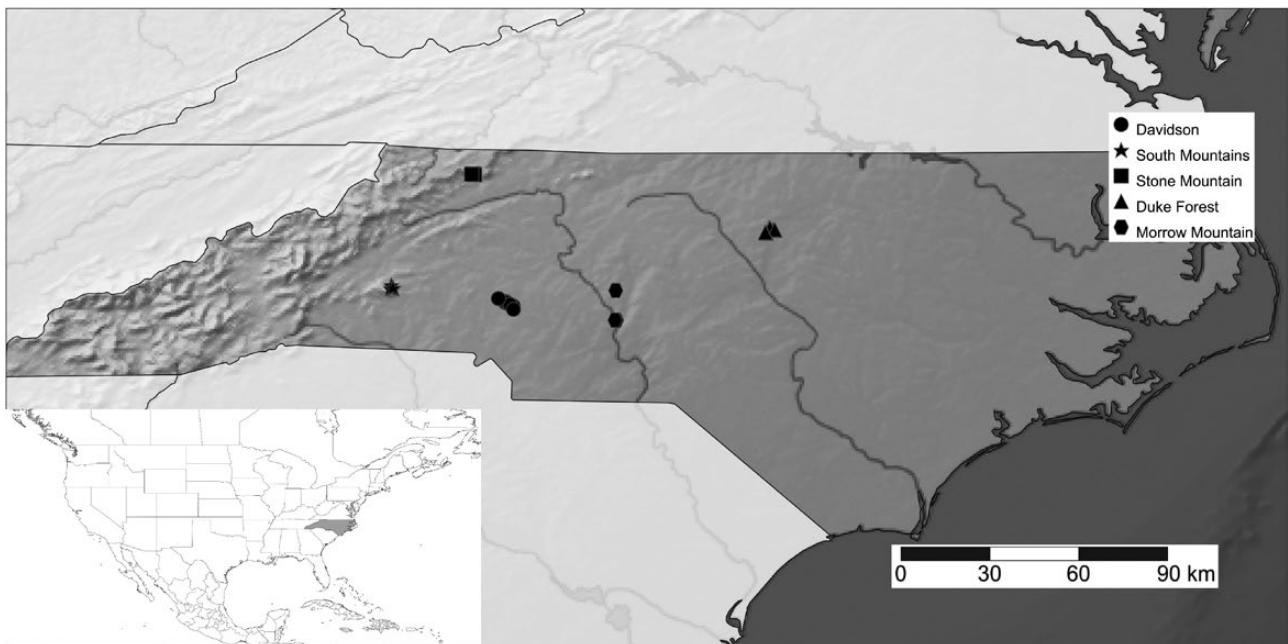 Davidson
South Mountains
Stone Mountain
Duke Forest
Morrow Mountain
0 30 60 90 km